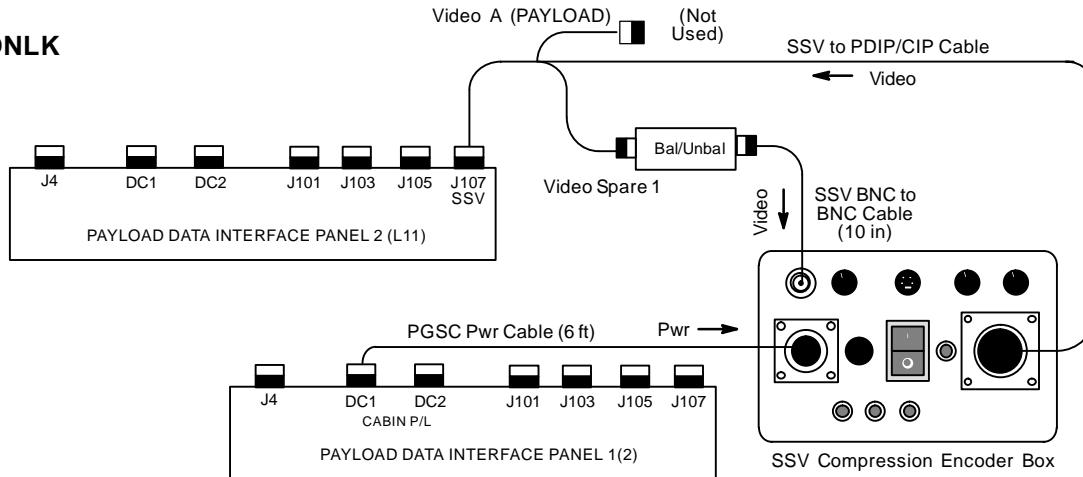 Video A (PAYLOAD)
(Not
Used)
SSV to PDIP/CIP Cable
Video
Bal/Unbal
Video Spare 1
J4
DC1
DC2
J101
J103
J105
J107
SSV
PAYLOAD DATA INTERFACE PANEL 2 (L11)
Video
SSV BNC to
BNC Cable
(10 in)
PGSC Pwr Cable (6 ft)
Pwr
J4
DC1
DC2
J101
J103
J105
J107
CABIN P/L
PAYLOAD DATA INTERFACE PANEL 1(2)
SSV Compression Encoder Box